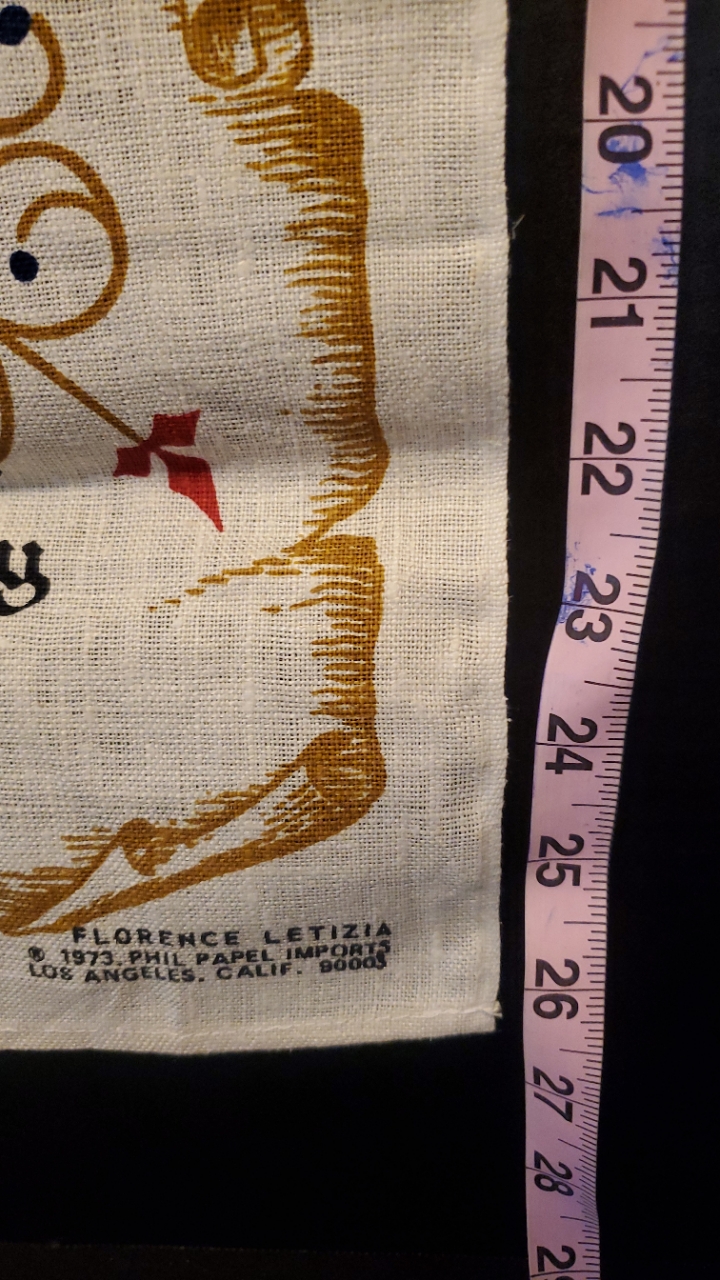 20
21
22
y
23
24
25
FLORENCE LETIZIA
® 1973. PHIL PAPEL IMPORTS
LOS ANGELES. CALIF. 90005
26
27
28